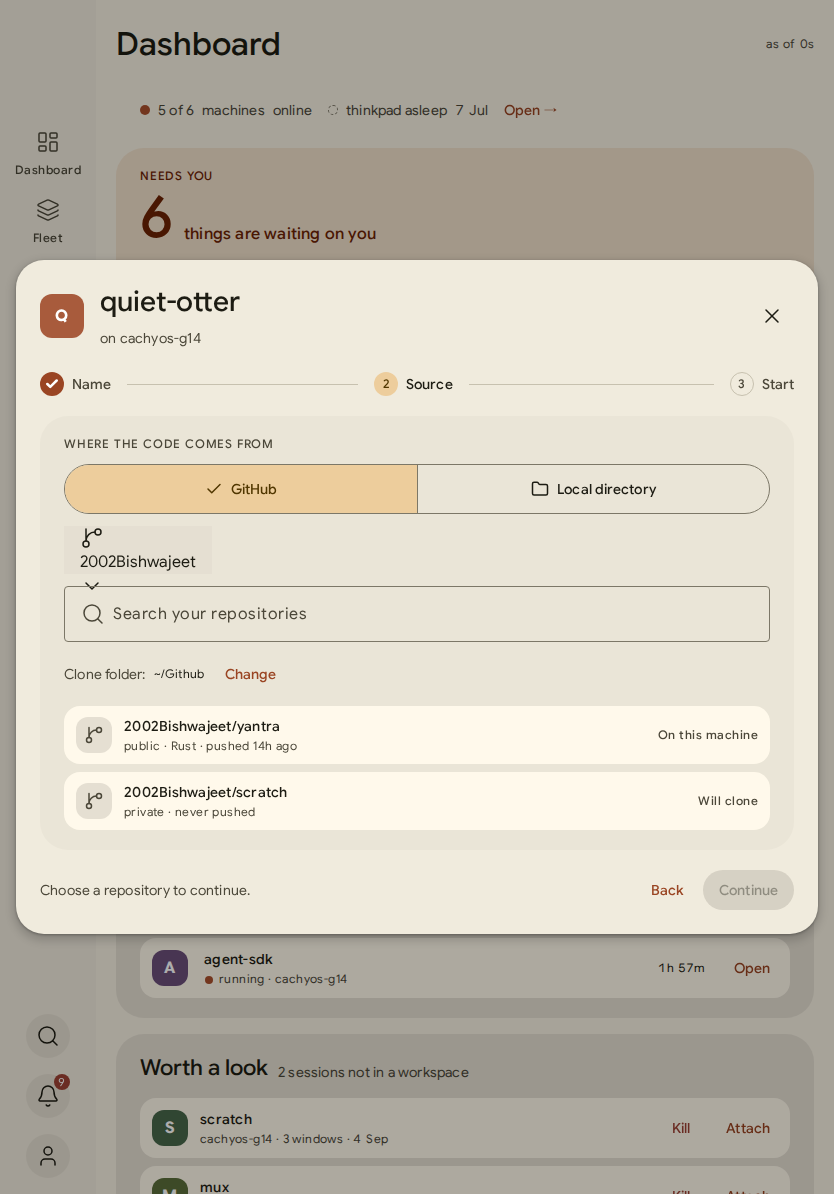 Dashboard
as of 0s
5 of 6 machines online
thinkpad asleep 7 Jul
Open →
Dashboard
Fleet
NEEDS YOU
6 things are waiting on you
Q
quiet-otter
on cachyos-g14
Name
2 Source
3 Start
WHERE THE CODE COMES FROM
GitHub
Local directory
2002Bishwajeet
Search your repositories
Clone folder: ~/Github Change
2002Bishwajeet/yantra
public · Rust · pushed 14h ago
On this machine
2002Bishwajeet/scratch
private · never pushed
Will clone
Choose a repository to continue.
Back
Continue
A
agent-sdk
running · cachyos-g14
1h 57m
Open
9
Worth a look 2 sessions not in a workspace
S
scratch
cachyos-g14 · 3 windows · 4 Sep
Kill
Attach
M
mux
Kill
Attach